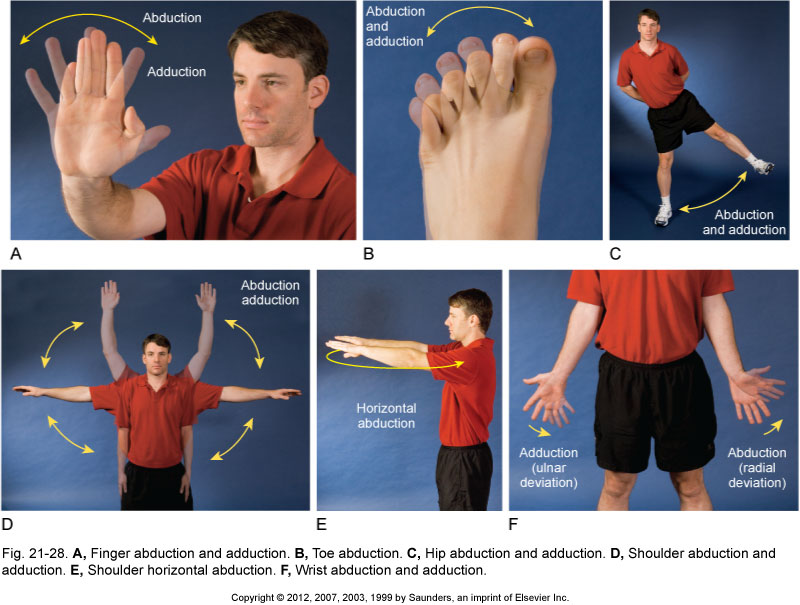 Abduction
Adduction
A
Abduction
and
adduction
B
Abduction
and adduction
C
Abduction
adduction
D
Horizontal
abduction
E
Adduction
(ulnar
deviation)
Abduction
(radial
deviation)
F
Fig. 21-28. A, Finger abduction and adduction. B, Toe abduction. C, Hip abduction and adduction. D, Shoulder abduction and
adduction. E, Shoulder horizontal abduction. F, Wrist abduction and adduction.
Copyright © 2012, 2007, 2003, 1999 by Saunders, an imprint of Elsevier Inc.